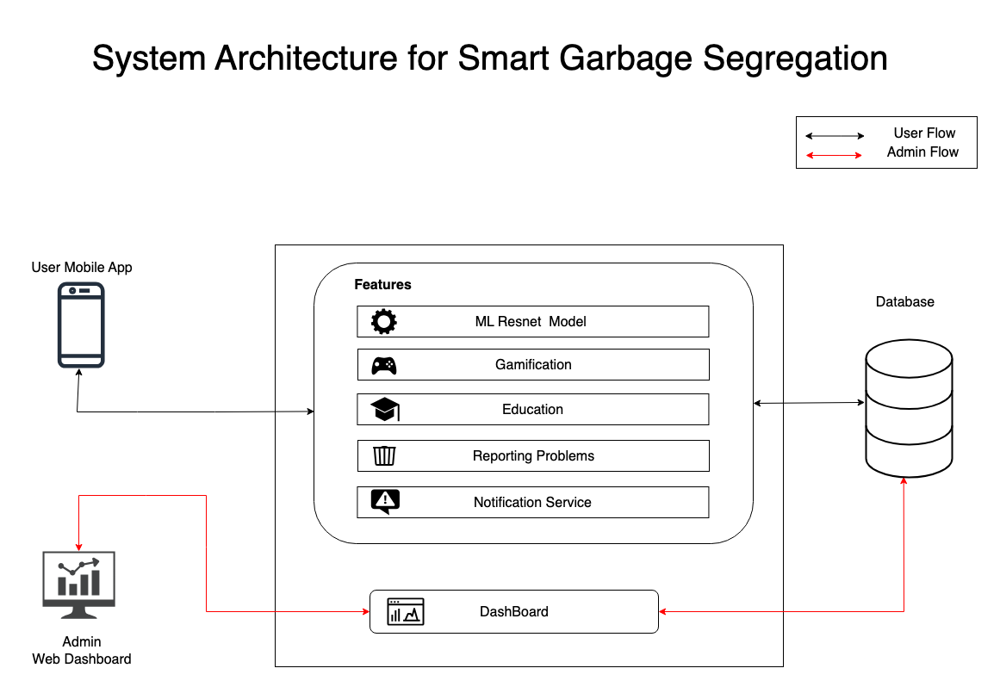 System Architecture for Smart Garbage Segregation
User Flow
Admin Flow
User Mobile App
Features
ML Resnet  Model
Gamification
Education
Reporting Problems
Notification Service
Database
DashBoard
Admin
Web Dashboard